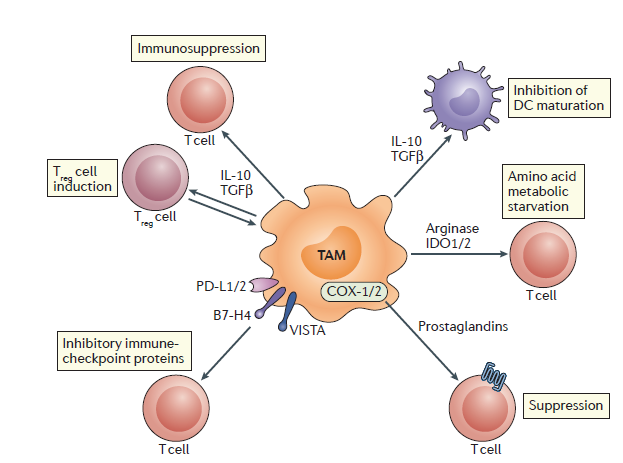 Immunosuppression
T cell
Inhibition of
DC maturation
IL-10
TGFβ
T reg cell
induction
IL-10
TGFβ
T reg cell
Amino acid
metabolic
starvation
Arginase
IDO1/2
T cell
TAM
PD-L1/2
COX-1/2
B7-H4
VISTA
Prostaglandins
Inhibitory immune-
checkpoint proteins
T cell
Suppression
T cell